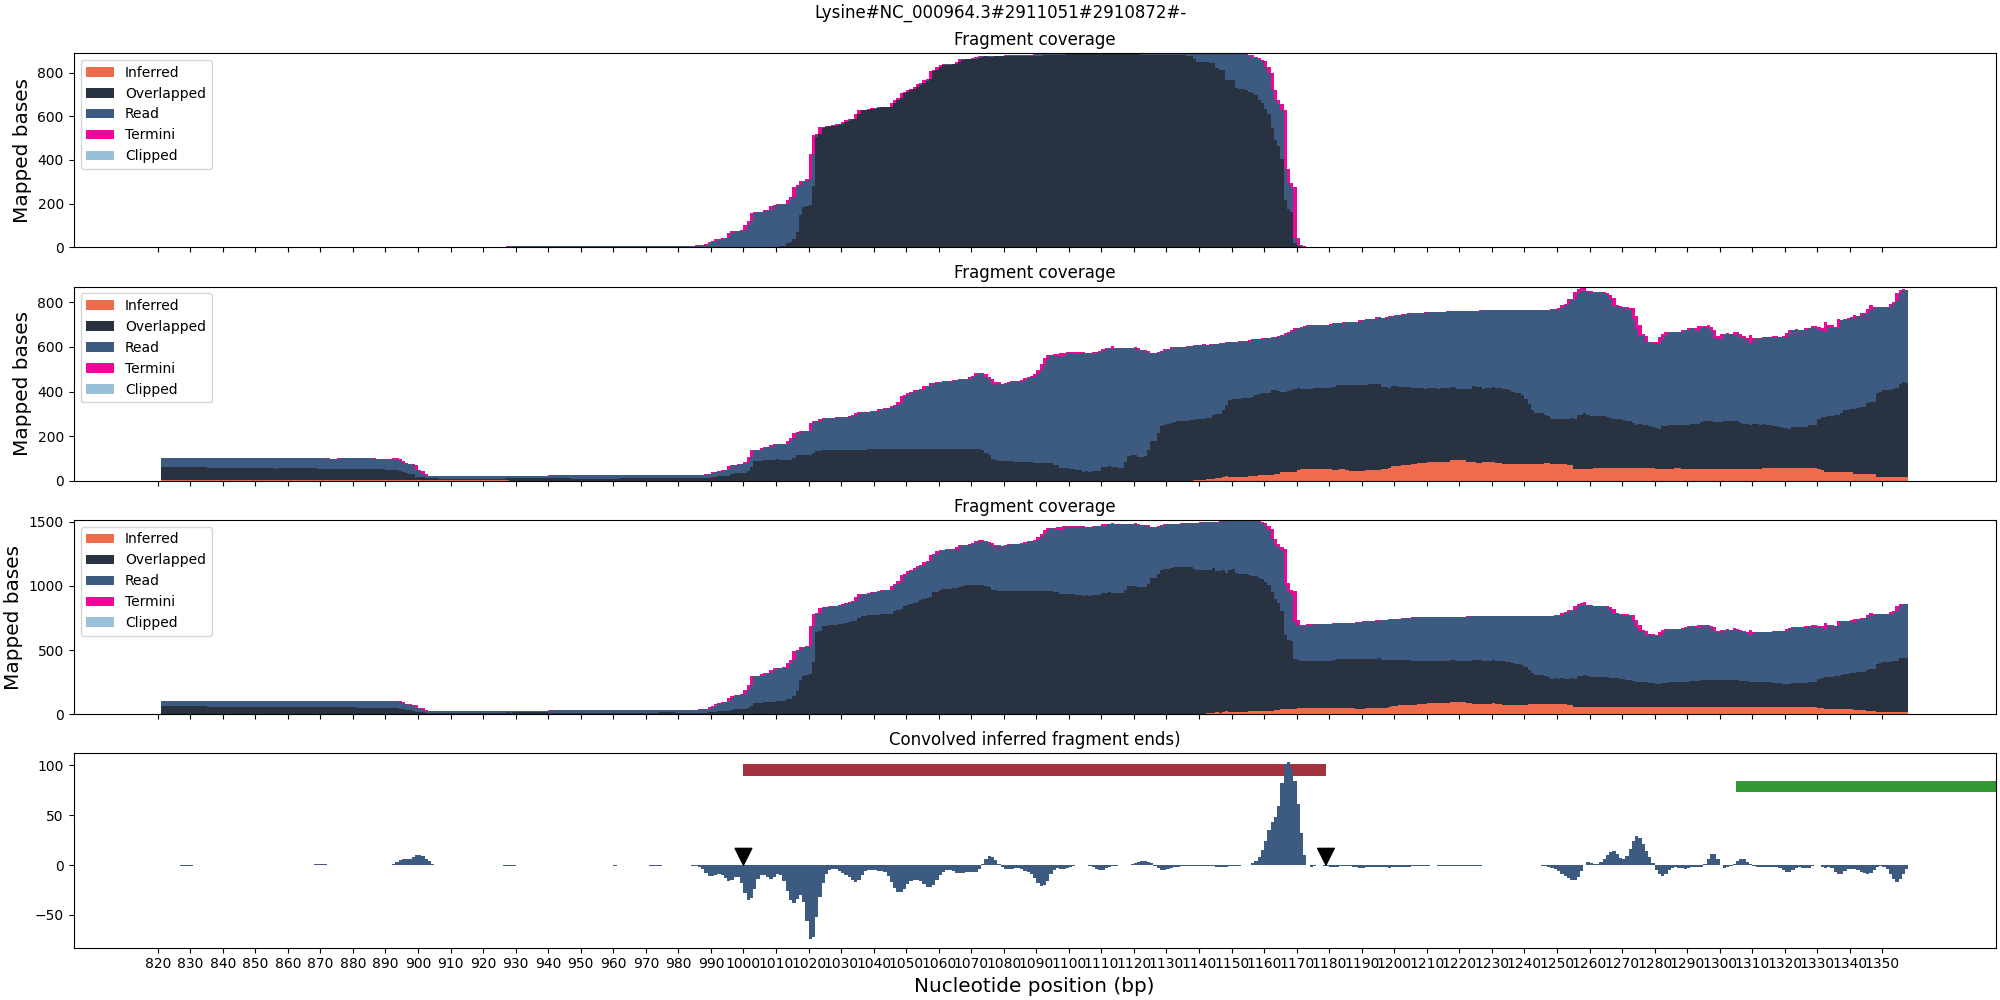 Lysine#NC_000964.3#2911051#2910872#-
Fragment coverage
Mapped bases
800
600
400
200
0
Inferred
Overlapped
Read
Termini
Clipped
Fragment coverage
Mapped bases
800
600
400
200
0
Inferred
Overlapped
Read
Termini
Clipped
Fragment coverage
Mapped bases
1500
1000
500
0
Inferred
Overlapped
Read
Termini
Clipped
Convolved inferred fragment ends)
100
50
0
−50
820 830 840 850 860 870 880 890 900 910 920 930 940 950 960 970 980 990 1000 1010 1020 1030 1040 1050 1060 1070 1080 1090 1100 1110 1120 1130 1140 1150 1160 1170 1180 1190 1200 1210 1220 1230 1240 1250 1260 1270 1280 1290 1300 1310 1320 1330 1340 1350
Nucleotide position (bp)